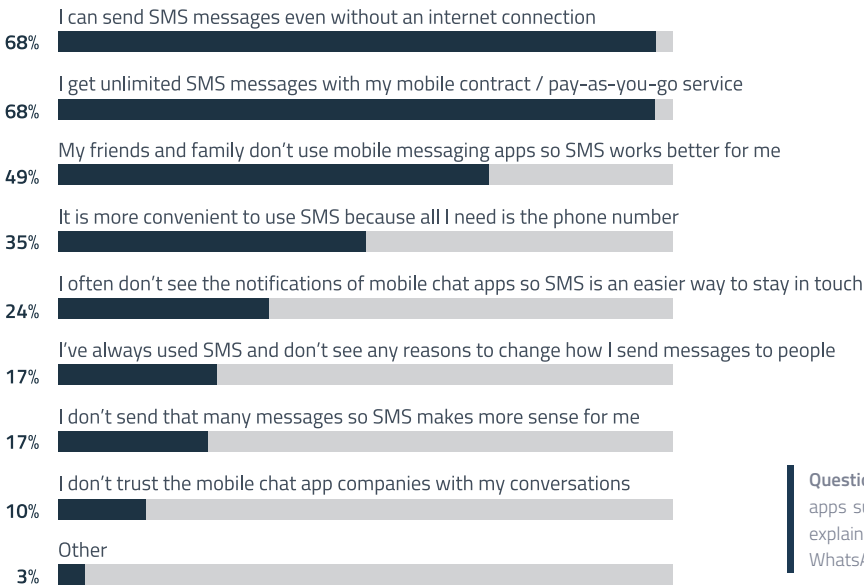 I can send SMS messages even without an internet connection
68%
I get unlimited SMS messages with my mobile contract / pay-as-you-go service
68%
My friends and family don't use mobile messaging apps so SMS works better for me
49%
It is more convenient to use SMS because all I need is the phone number
35%
I often don't see the notifications of mobile chat apps so SMS is an easier way to stay in touch
24%
I've always used SMS and don't see any reasons to change how I send messages to people
17%
I don't send that many messages so SMS makes more sense for me
17%
I don't trust the mobile chat app companies with my conversations
10%
Other
3%
apps
explain